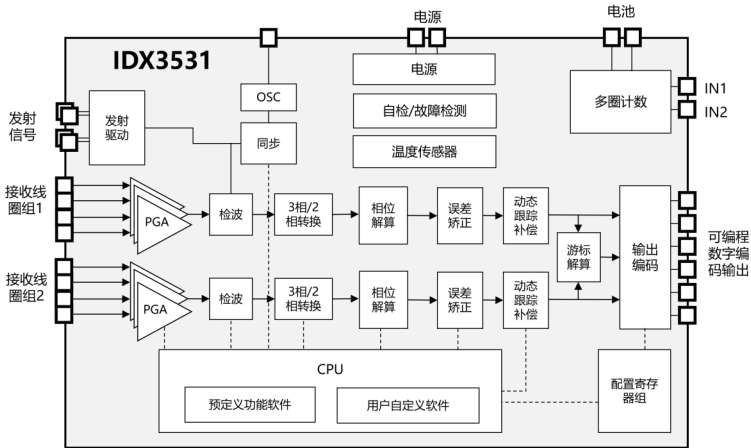 电源
电池
IDX3531
电源
OSC
自检/故障检测
多圈计数
IN1
IN2
发射
信号
发射
驱动
同步
温度传感器
接收线
圈组1
PGA
检波
3相/2
相转换
相位
解算
误差
矫正
动态
跟踪
补偿
游标
解算
输出
编码
可编程
数字编
码输出
接收线
圈组2
PGA
检波
3相/2
相转换
相位
解算
误差
矫正
动态
跟踪
补偿
CPU
预定义功能软件
用户自定义软件
配置寄存
器组